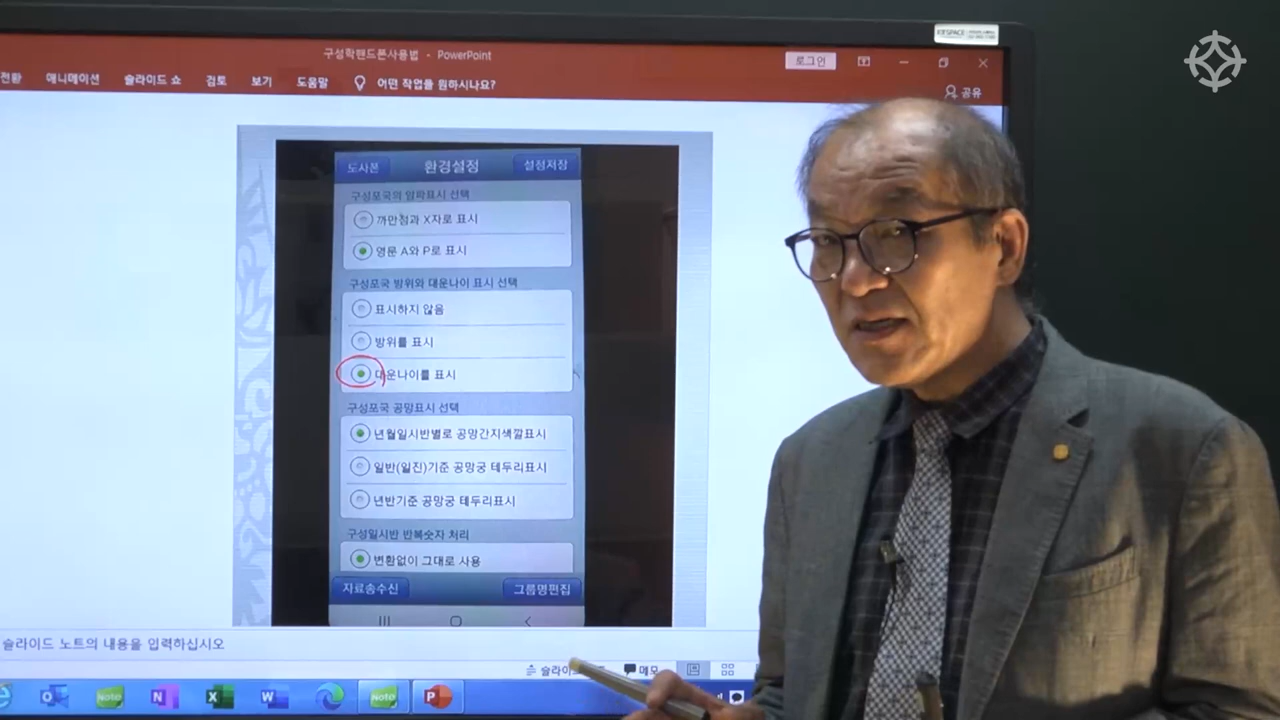 구성학핸드폰사용법 - PowerPoint
로그인
전환 애니메이션 슬라이드 쇼 검토 보기 도움말 어떤 작업을 원하시나요? 공유
도사폰 환경설정 설정저장
구성포국의 암파표시 선택
까만점과 X자로 표시
영문 A와 P로 표시
구성포국 방위와 대운나이 표시 선택
표시하지 않음
방위를 표시
대운나이를 표시
구성포국 공망표시 선택
년월일시반별로 공망간지색깔표시
일반(일진)기준 공망궁 테두리표시
년반기준 공망궁 테두리표시
구성일시반 반복숫자 처리
변환없이 그대로 사용
자료송수신 그룹명편집
슬라이드 노트의 내용을 입력하십시오
메모